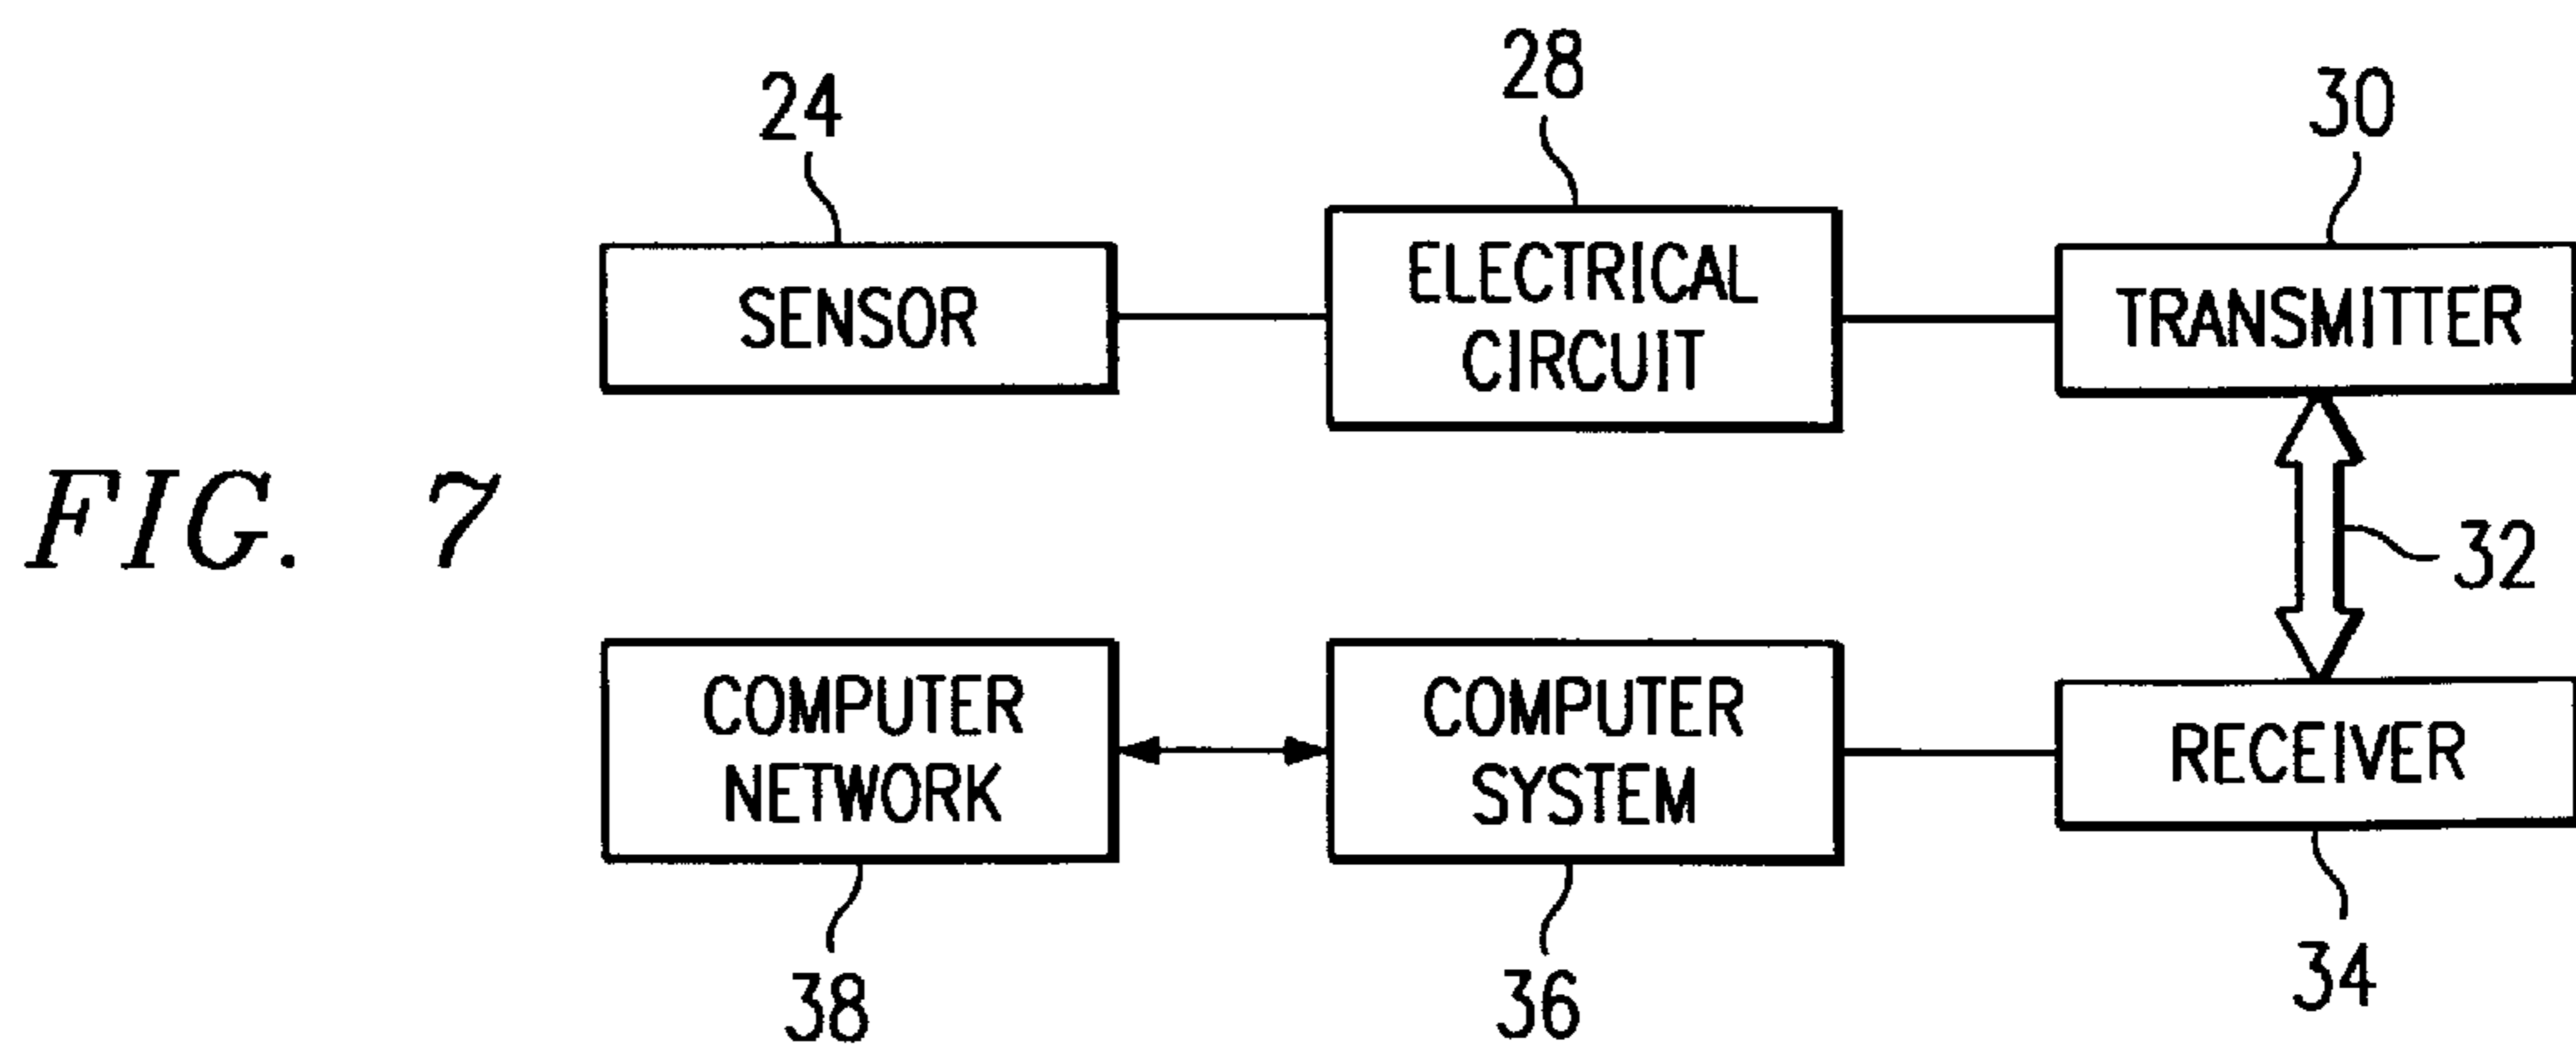 24
28
30
SENSOR
ELECTRICAL
CIRCUIT
TRANSMITTER
FIG. 7
32
COMPUTER
NETWORK
COMPUTER
SYSTEM
RECEIVER
38
36
34